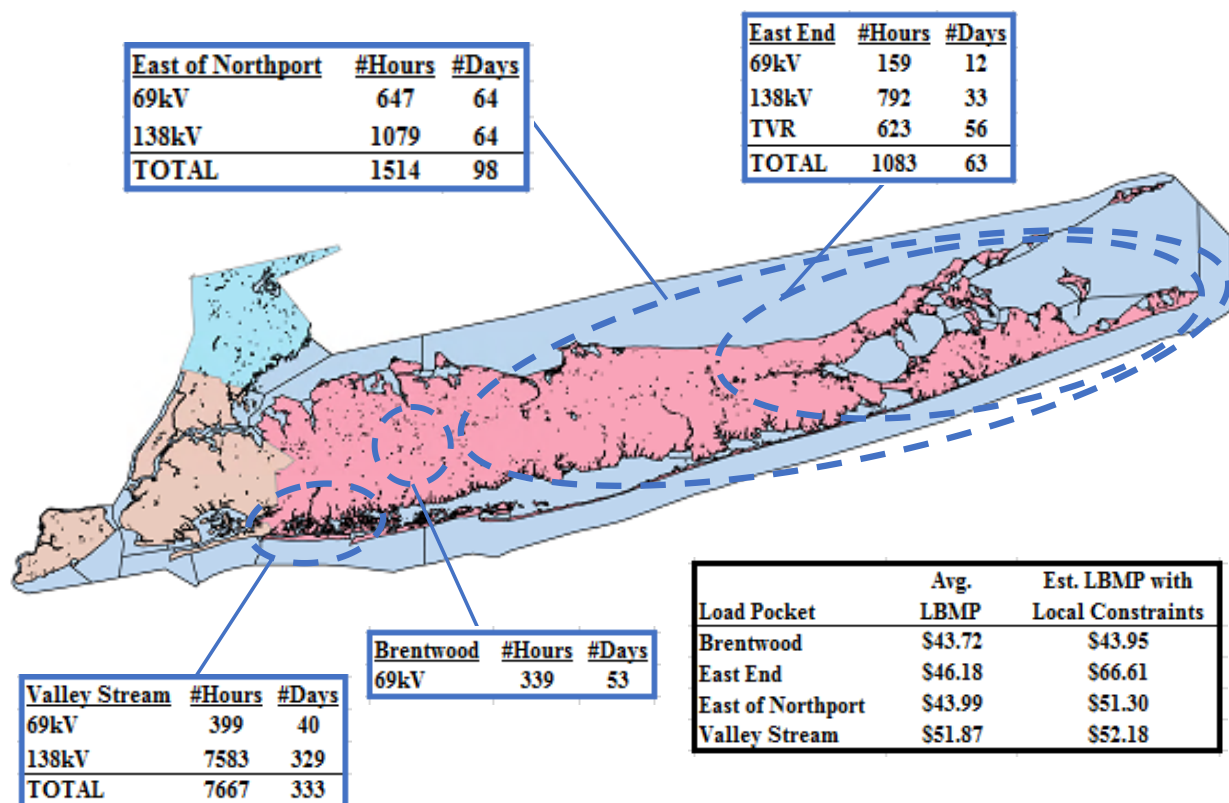 East of Northport #Hours #Days
69kV 647 64
138kV 1079 64
TOTAL 1514 98
East End #Hours #Days
69kV 159 12
138kV 792 33
TVR 623 56
TOTAL 1083 63
Valley Stream #Hours #Days
69kV 399 40
138kV 7583 329
TOTAL 7667 333
Brentwood #Hours #Days
69kV 339 53
Avg. Est. LBMP with
Load Pocket LBMP Local Constraints
Brentwood $43.72 $43.95
East End $46.18 $66.61
East of Northport $43.99 $51.30
Valley Stream $51.87 $52.18